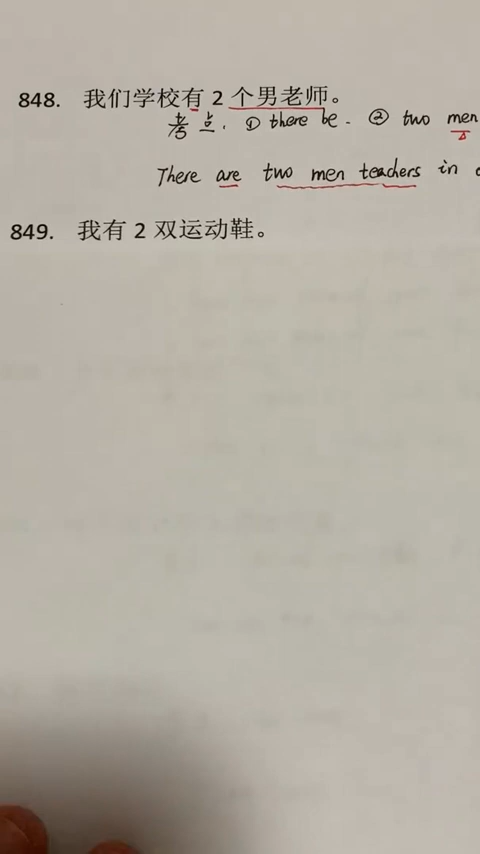 848. 我们学校有 2 个男老师。
考点. ① there be. ② two men
There are two men teachers in
849. 我有 2 双运动鞋。